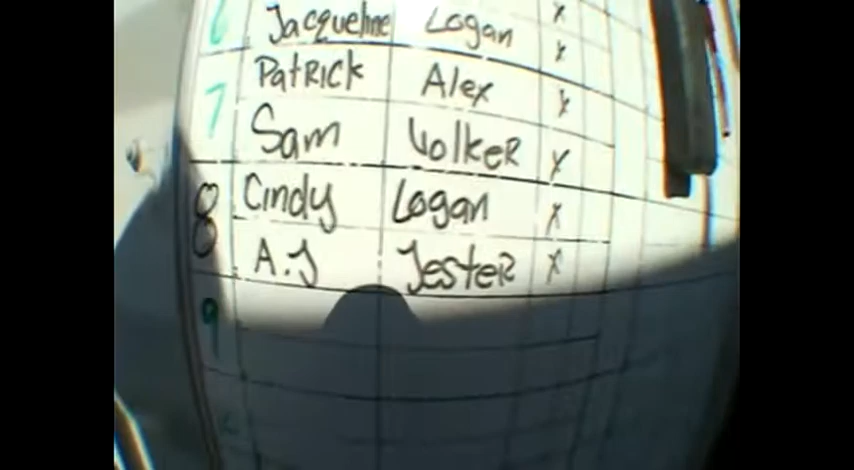 6 Jacqueline Logan x
x
7 Patrick Alex x
Sam Volker x
8 Cindy Logan x
A.J Jester x
9